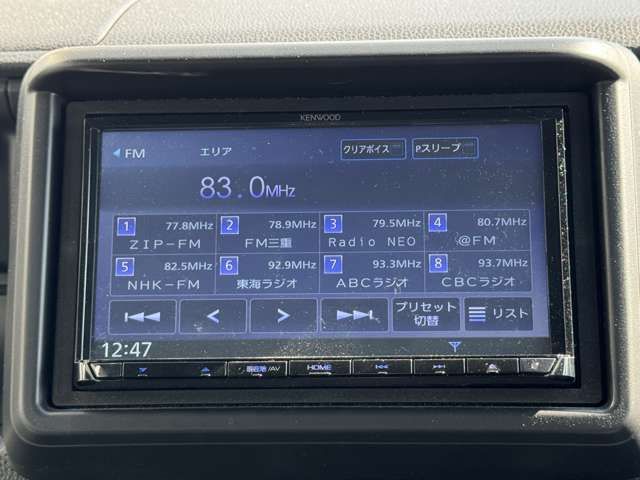 KENWOOD
FM エリア クリアボイス Pスリープ
83.0MHz
1 77.8MHz 2 78.9MHz 3 79.5MHz 4 80.7MHz
ZIP-FM FM三重 Radio NEO @FM
5 82.5MHz 6 92.9MHz 7 93.3MHz 8 93.7MHz
NHK-FM 東海ラジオ ABCラジオ CBCラジオ
プリセット
切替 リスト
12:47
現在地/AV HOME